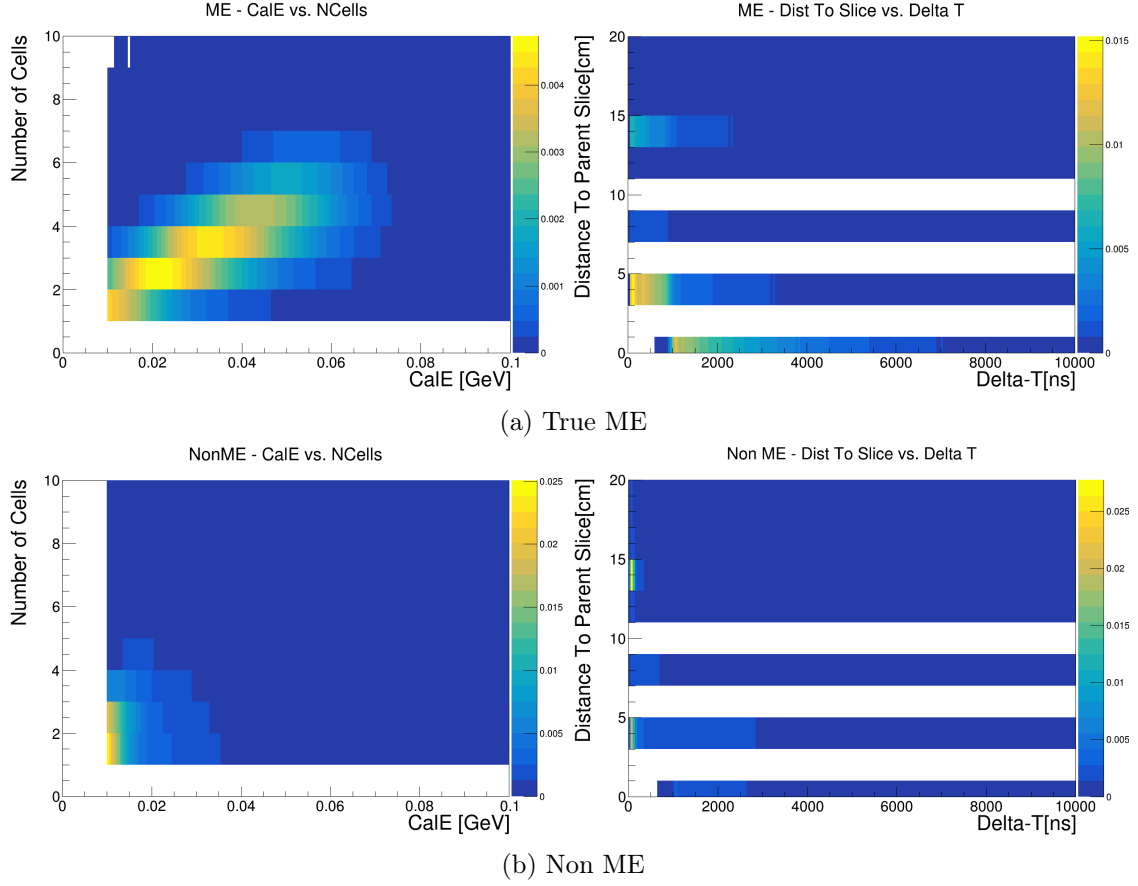 ME - CalE vs. NCells
Number of Cells
10
8
6
4
2
0
0 0.02 0.04 0.06 0.08 0.1
CalE [GeV]
0.004
0.003
0.002
0.001
0
ME - Dist To Slice vs. Delta T
Distance To Parent Slice[cm]
20
15
10
5
0
0 2000 4000 6000 8000 10000
Delta-T[ns]
0.015
0.01
0.005
0
(a) True ME
NonME - CalE vs. NCells
Number of Cells
10
8
6
4
2
0
0 0.02 0.04 0.06 0.08 0.1
CalE [GeV]
0.025
0.02
0.015
0.01
0.005
0
Non ME - Dist To Slice vs. Delta T
Distance To Parent Slice[cm]
20
15
10
5
0
0 2000 4000 6000 8000 10000
Delta-T[ns]
0.025
0.02
0.015
0.01
0.005
0
(b) Non ME